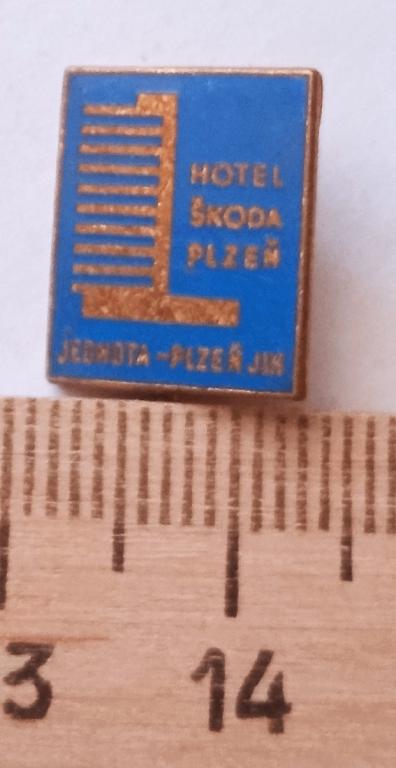 HOTEL
ŠKODA
PLZEŇ
JEDNOTA - PLZEŇ JIH
3 14